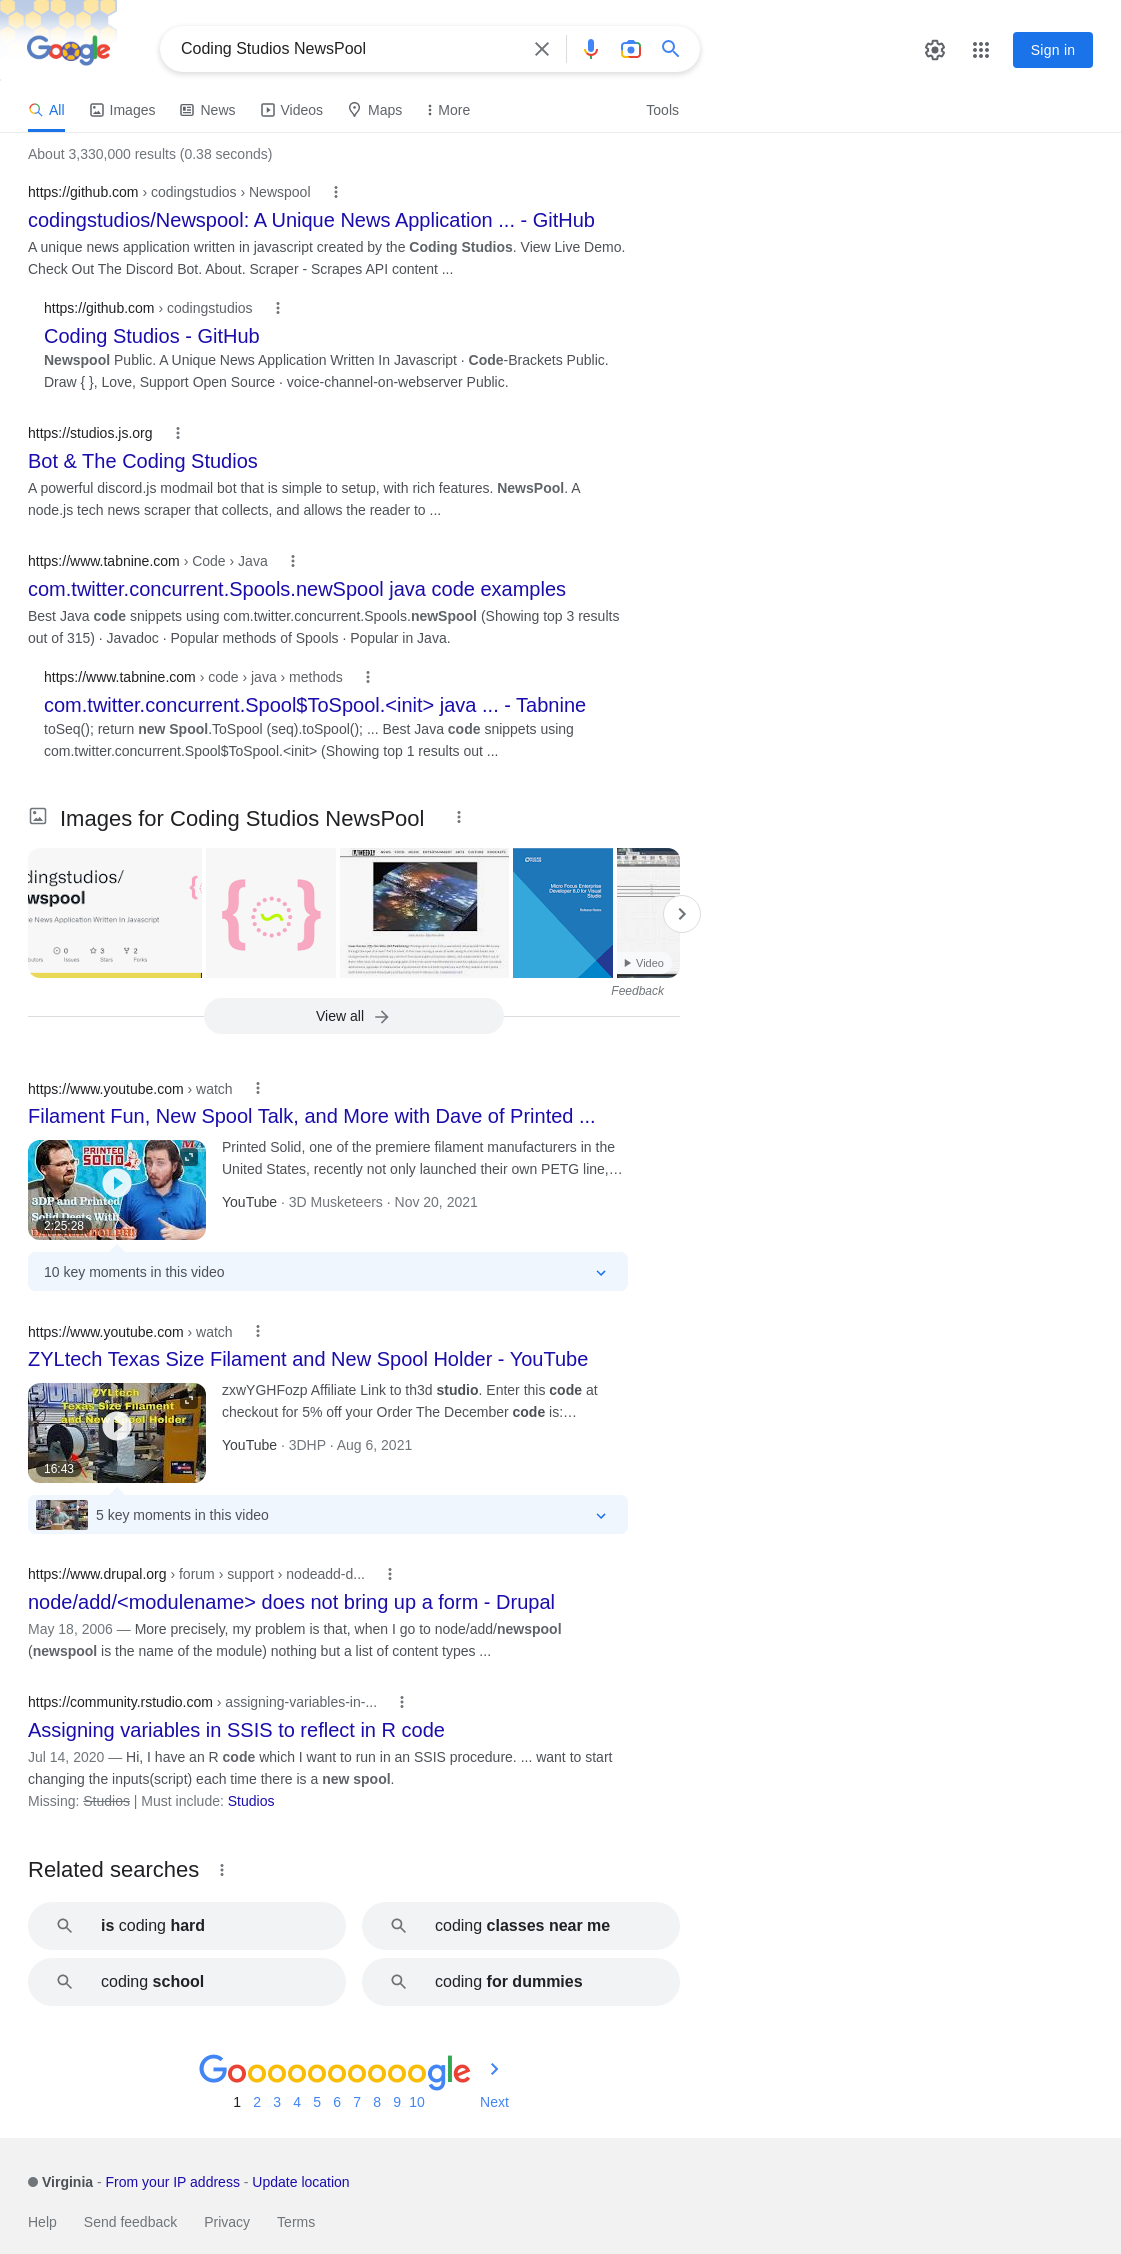 Google
Coding Studios NewsPool
Sign in
All
Images
News
Videos
Maps
More
Tools
About 3,330,000 results (0.38 seconds)
https://github.com › codingstudios › Newspool
codingstudios/Newspool: A Unique News Application ... - GitHub
A unique news application written in javascript created by the Coding Studios. View Live Demo.
Check Out The Discord Bot. About. Scraper - Scrapes API content ...
https://github.com › codingstudios
Coding Studios - GitHub
Newspool Public. A Unique News Application Written In Javascript · Code-Brackets Public.
Draw { }, Love, Support Open Source · voice-channel-on-webserver Public.
https://studios.js.org
Bot & The Coding Studios
A powerful discord.js modmail bot that is simple to setup, with rich features. NewsPool. A
node.js tech news scraper that collects, and allows the reader to ...
https://www.tabnine.com › Code › Java
com.twitter.concurrent.Spools.newSpool java code examples
Best Java code snippets using com.twitter.concurrent.Spools.newSpool (Showing top 3 results
out of 315) · Javadoc · Popular methods of Spools · Popular in Java.
https://www.tabnine.com › code › java › methods
com.twitter.concurrent.Spool$ToSpool.<init> java ... - Tabnine
toSeq(); return new Spool.ToSpool (seq).toSpool(); ... Best Java code snippets using
com.twitter.concurrent.Spool$ToSpool.<init> (Showing top 1 results out ...
Images for Coding Studios NewsPool
dingstudios/
wspool
e News Application Written In Javascript
0
3
2
Issues
Stars
Forks
Micro Focus Enterprise
Developer 6.0 for Visual
Studio
Video
Feedback
View all
https://www.youtube.com › watch
Filament Fun, New Spool Talk, and More with Dave of Printed ...
PRINTED
SOLID
3DP and Printed
Solid Deets With
2:25:28
Printed Solid, one of the premiere filament manufacturers in the
United States, recently not only launched their own PETG line,...
YouTube · 3D Musketeers · Nov 20, 2021
10 key moments in this video
https://www.youtube.com › watch
ZYLtech Texas Size Filament and New Spool Holder - YouTube
ZYLtech
Texas Size Filament
and New Spool Holder
16:43
zxwYGHFozp Affiliate Link to th3d studio. Enter this code at
checkout for 5% off your Order The December code is:...
YouTube · 3DHP · Aug 6, 2021
5 key moments in this video
https://www.drupal.org › forum › support › nodeadd-d...
node/add/<modulename> does not bring up a form - Drupal
May 18, 2006 — More precisely, my problem is that, when I go to node/add/newspool
(newspool is the name of the module) nothing but a list of content types ...
https://community.rstudio.com › assigning-variables-in-...
Assigning variables in SSIS to reflect in R code
Jul 14, 2020 — Hi, I have an R code which I want to run in an SSIS procedure. ... want to start
changing the inputs(script) each time there is a new spool.
Missing: Studios | Must include: Studios
Related searches
is coding hard
coding classes near me
coding school
coding for dummies
Goooooooooogle
1 2 3 4 5 6 7 8 9 10 Next
Virginia - From your IP address - Update location
Help Send feedback Privacy Terms